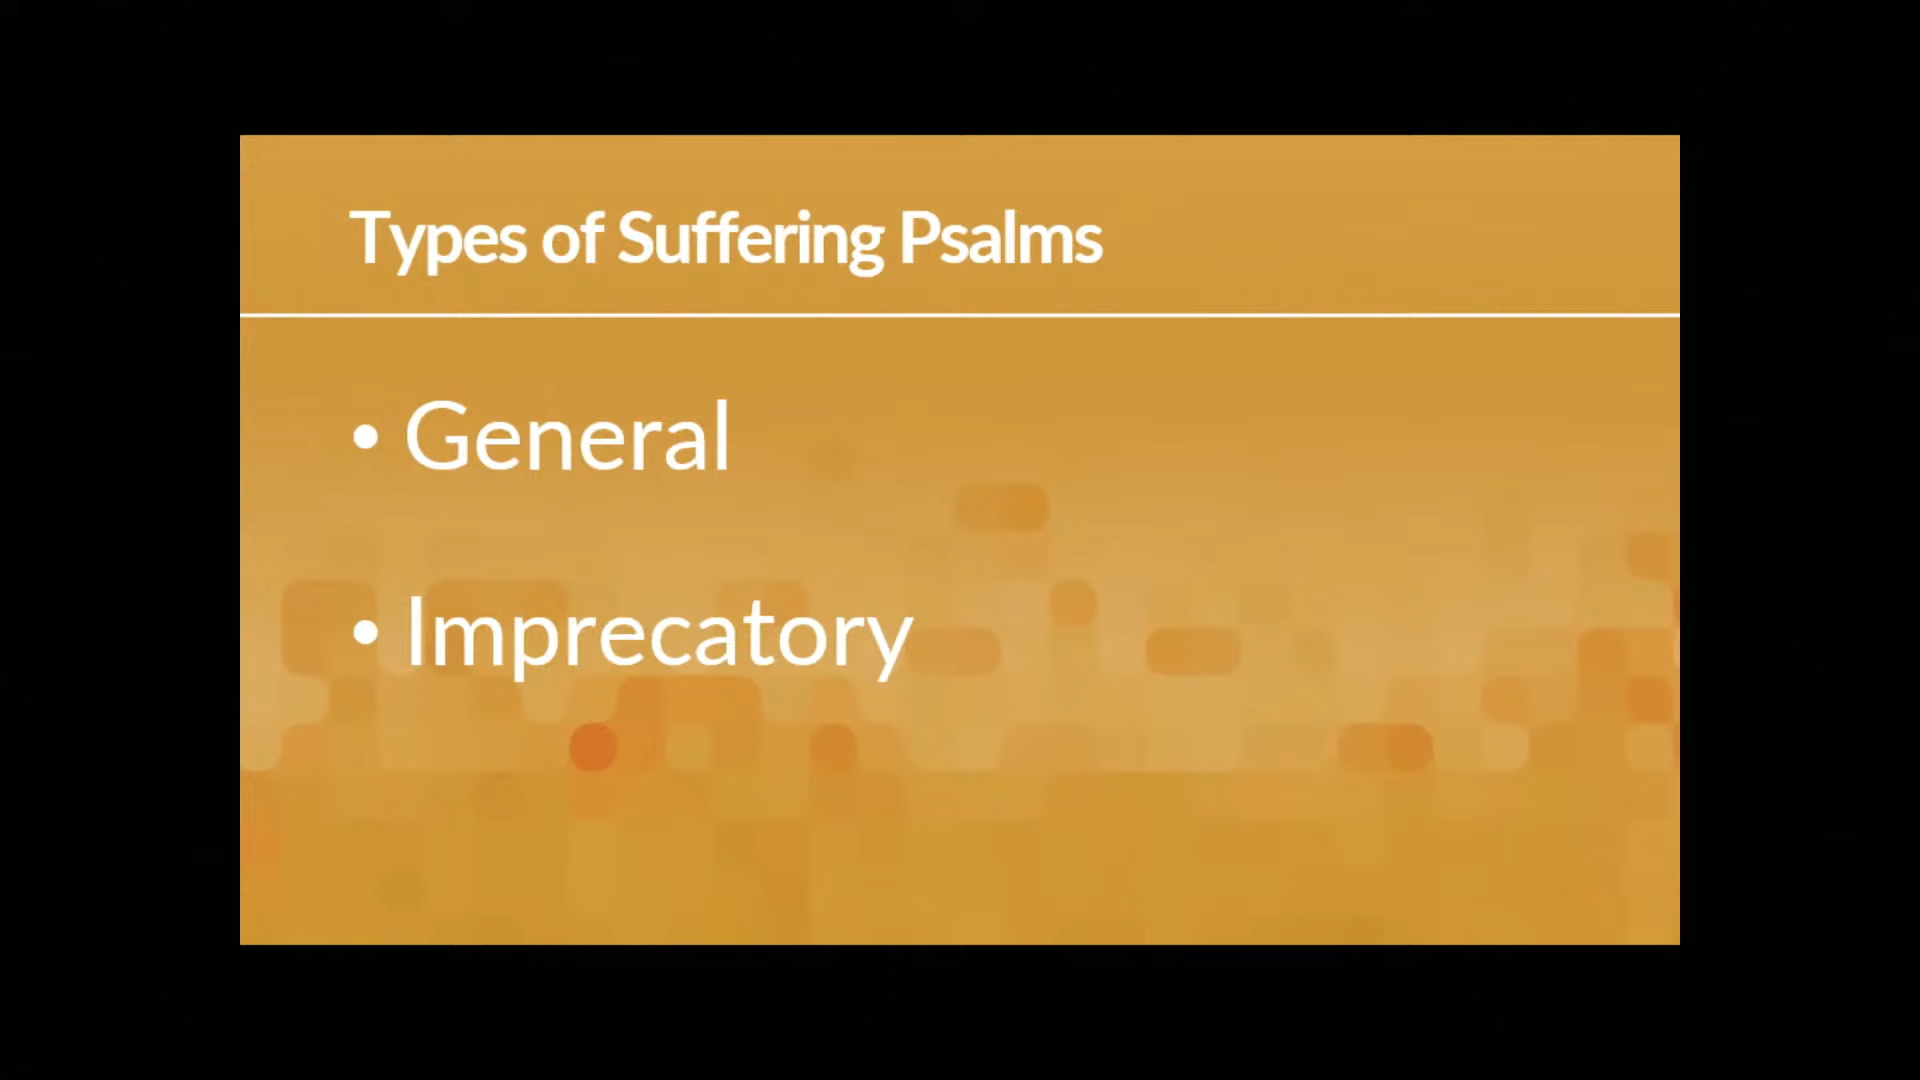 Types of Suffering Psalms
• General
• Imprecatory